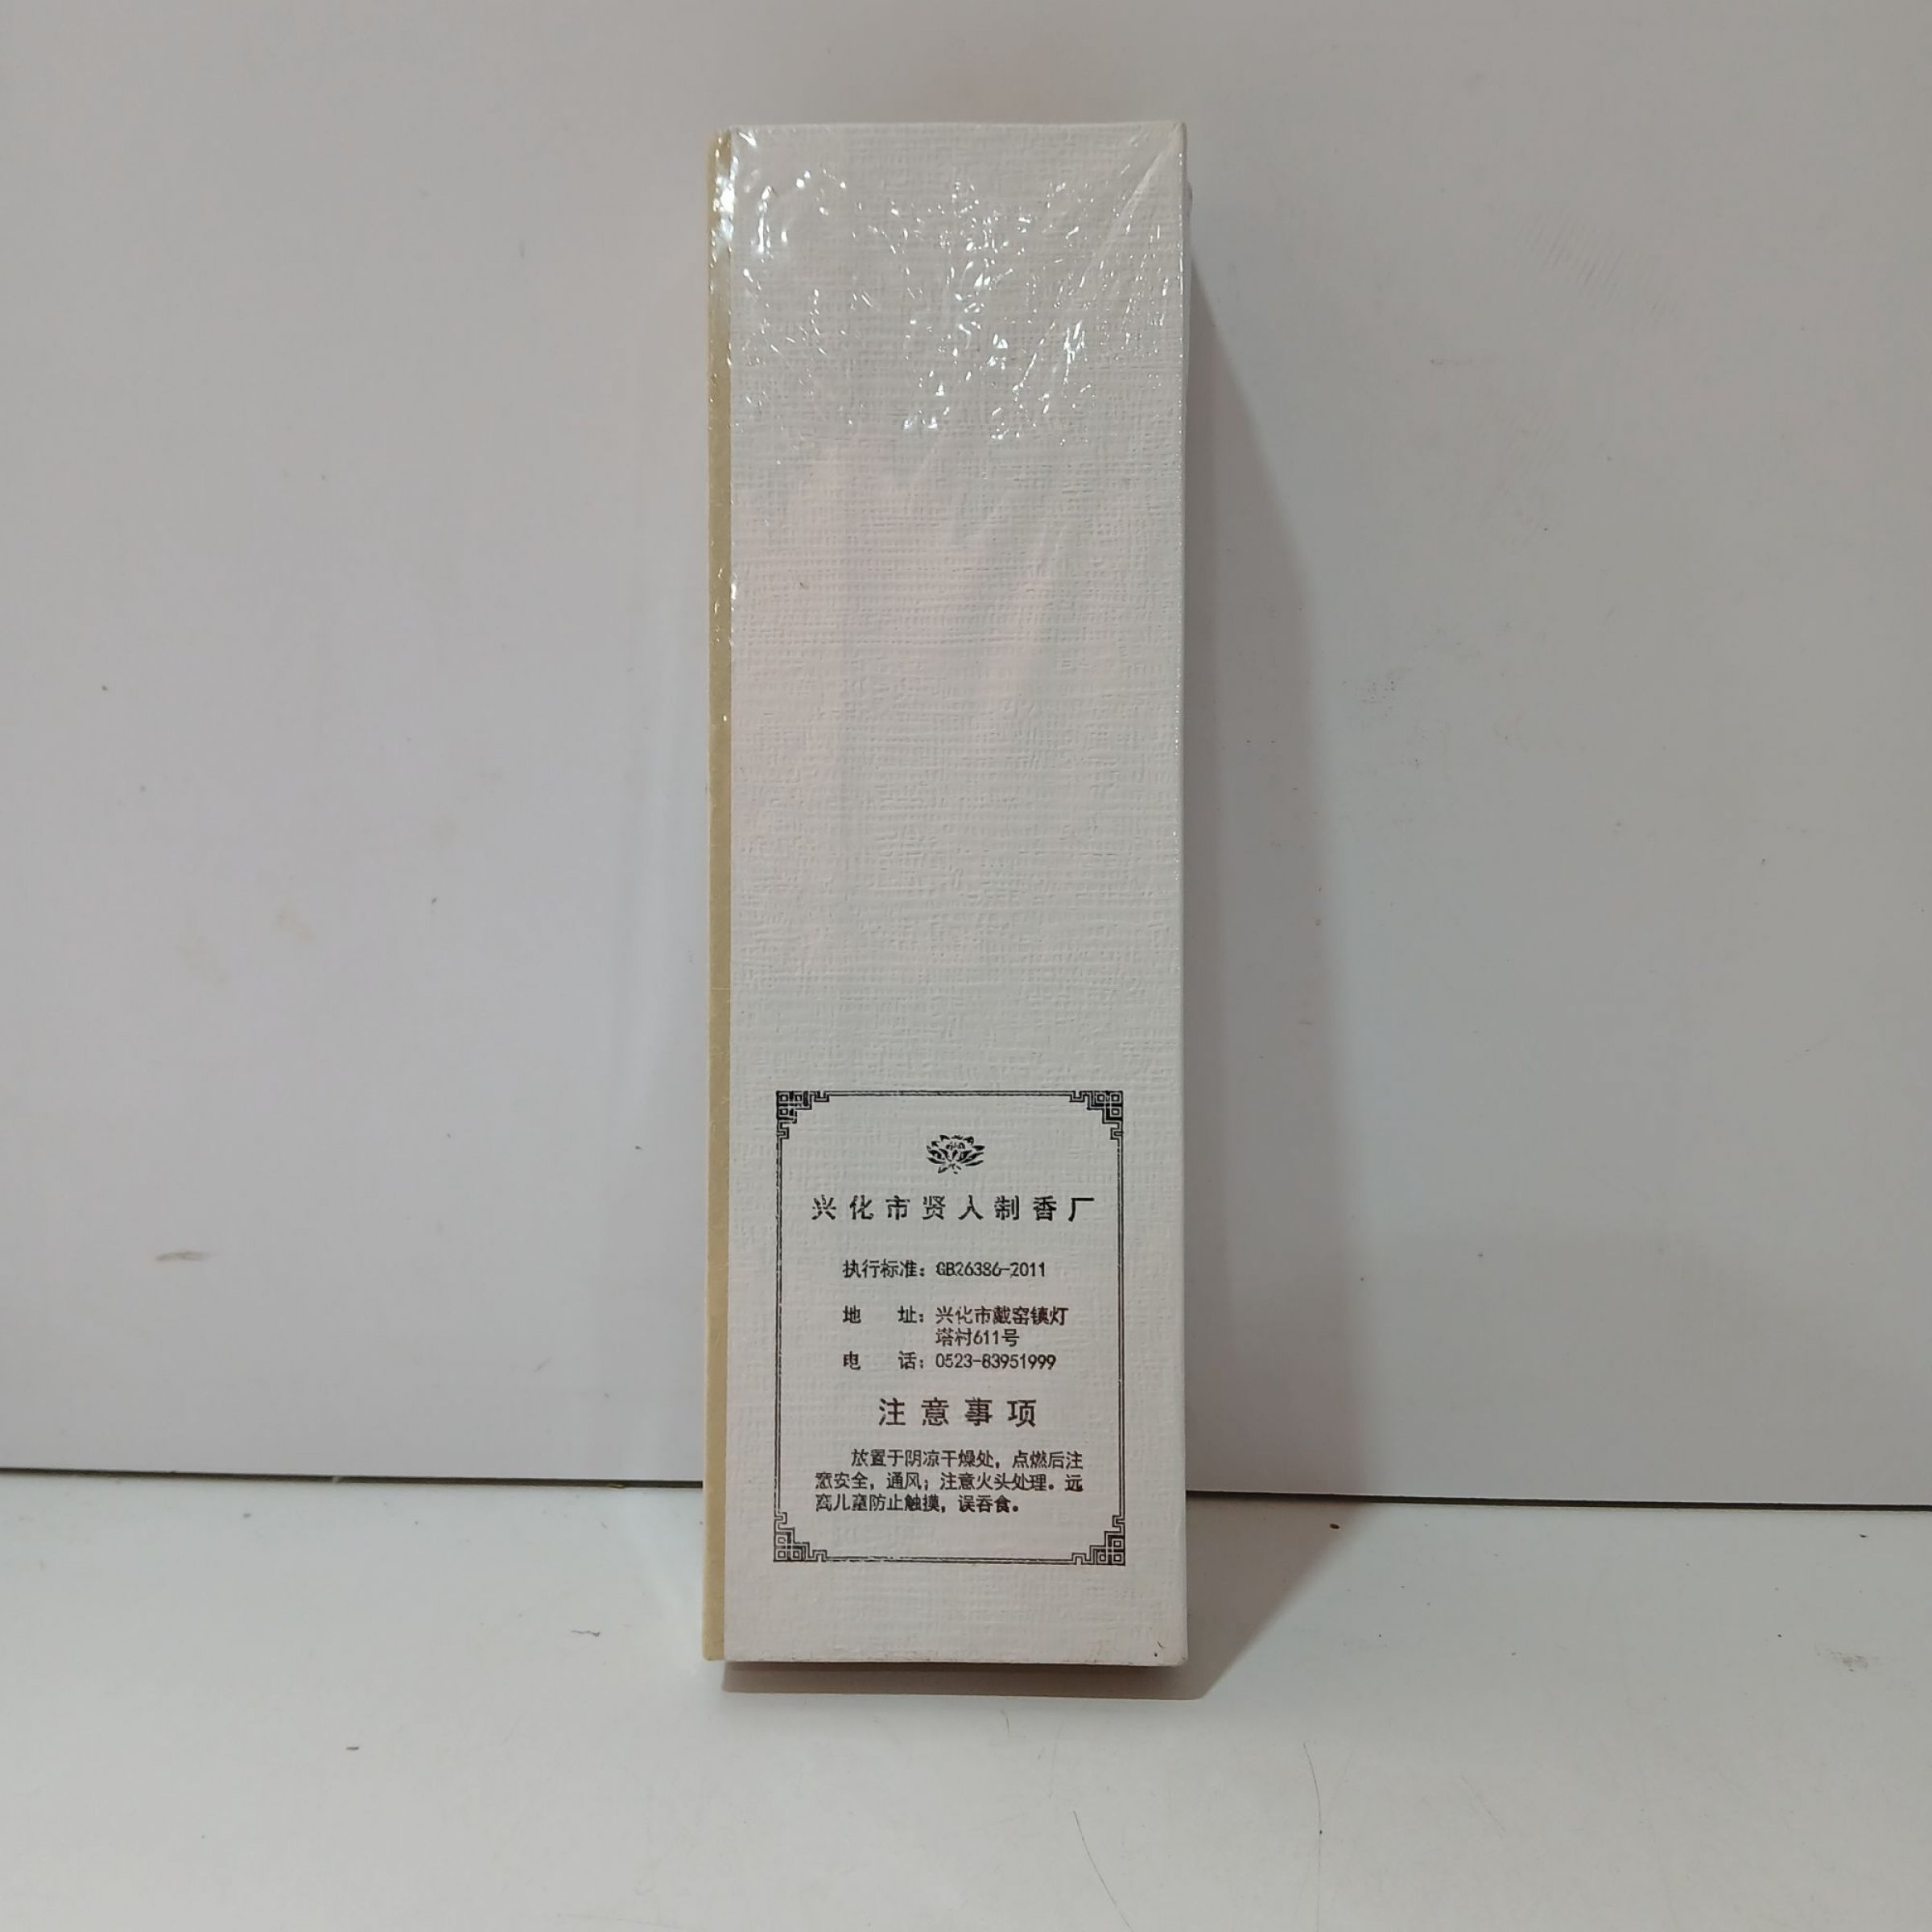 兴化市贤人制香厂
执行标准：GB26386-2011
地 址：兴化市戴窑镇灯
塔村611号
电 话：0523-83951999
注意事项
放置于阴凉干燥处，点燃后注
意安全，通风；注意火头处理。远
离儿童防止触摸，误吞食。